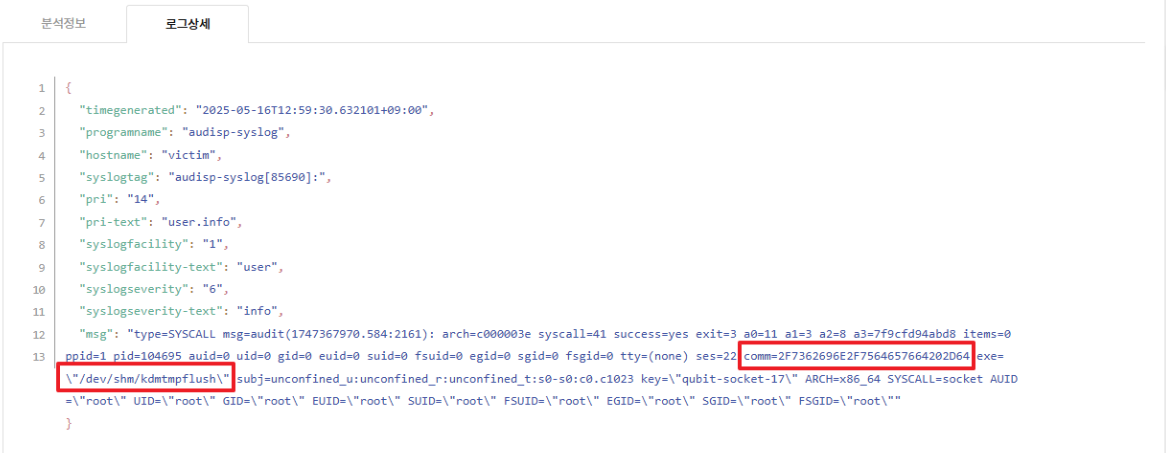 분석정보
로그상세
1 {
2 "timegenerated": "2025-05-16T12:59:30.632101+09:00",
3 "programname": "audisp-syslog",
4 "hostname": "victim",
5 "syslogtag": "audisp-syslog[85690]:",
6 "pri": "14",
7 "pri-text": "user.info",
8 "syslogfacility": "1",
9 "syslogfacility-text": "user",
10 "syslogseverity": "6",
11 "syslogseverity-text": "info",
12 "msg": "type=SYSCALL msg=audit(1747367970.584:2161): arch=c000003e syscall=41 success=yes exit=3 a0=11 a1=3 a2=8 a3=7f9cfd94abd8 items=0
13 ppid=1 pid=104695 auid=0 uid=0 gid=0 euid=0 suid=0 fsuid=0 egid=0 sgid=0 fsgid=0 tty=(none) ses=22 comm=2F7362696E2F7564657664202D64 exe=
\"/dev/shm/kdmtmpflush\" subj=unconfined_u:unconfined_r:unconfined_t:s0-s0:c0.c1023 key=\"qubit-socket-17\" ARCH=x86_64 SYSCALL=socket AUID
=\"root\" UID=\"root\" GID=\"root\" EUID=\"root\" SUID=\"root\" FSUID=\"root\" EGID=\"root\" SGID=\"root\" FSGID=\"root\""
}